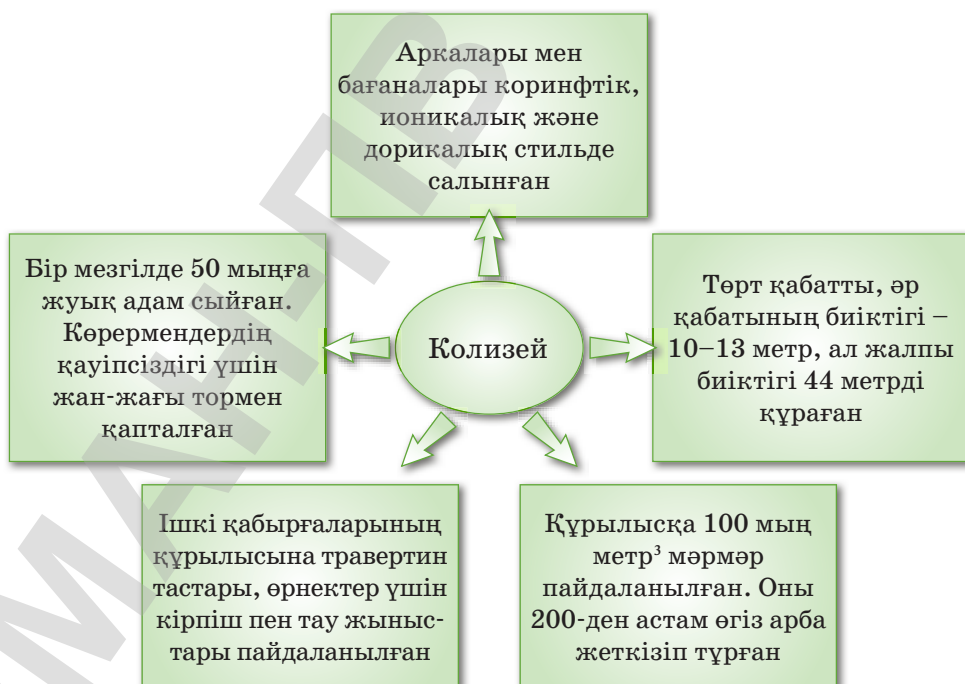 Аркалары мен
бағаналары коринфтік,
ионикалық және
дорикалық стильде
салынған
Бір мезгілде 50 мыңға
жуық адам сыйған.
Көрермендердің
қауіпсіздігі үшін
жан-жағы тормен
қапталған
Колизей
Төрт қабатты, әр
қабатының биіктігі –
10–13 метр, ал жалпы
биіктігі 44 метрді
құраған
Ішкі қабырғаларының
құрылысына травертин
тастары, өрнектер үшін
кірпіш пен тау жыныс-
тары пайдаланылған
Құрылысқа 100 мың
метр³ мәрмәр
пайдаланылған. Оны
200-ден астам өгіз арба
жеткізіп тұрған
МАН-ПВ